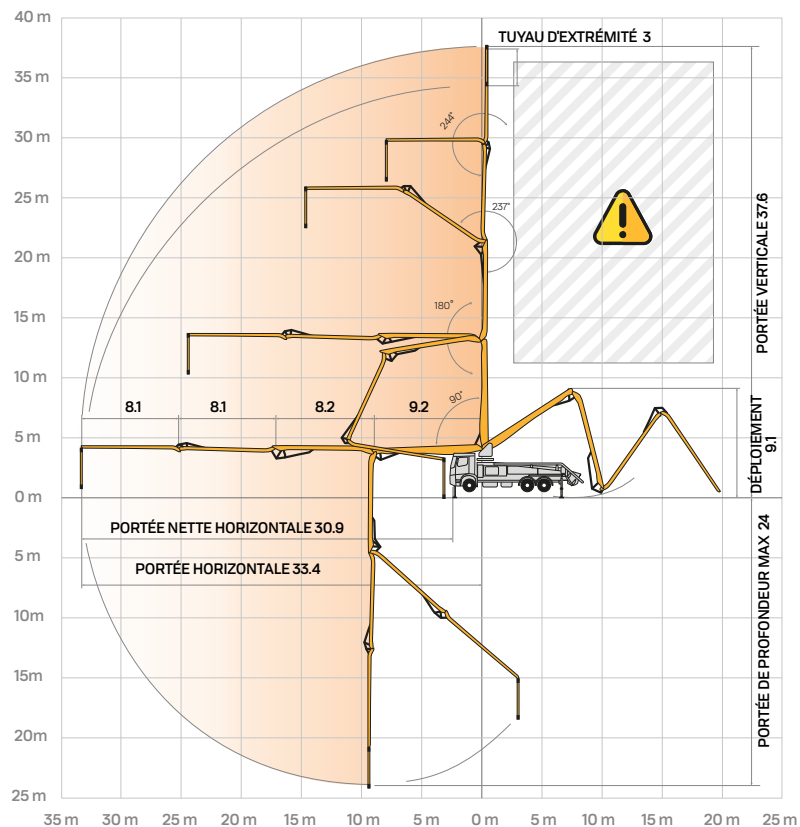 40 m
TUYAU D'EXTRÉMITÉ 3
35 m
244°
30 m
25 m
237°
20 m
PORTÉE VERTICALE 37.6
180°
15 m
10 m
8.1 8.1 8.2 9.2
90°
5 m
DÉPLOIEMENT
9.1
0 m
PORTÉE NETTE HORIZONTALE 30.9
5 m
PORTÉE HORIZONTALE 33.4
10m
15m
PORTÉE DE PROFONDEUR MAX 24
20m
25 m
35 m 30 m 25 m 20 m 15 m 10 m 5 m 0 m 5 m 10 m 15 m 20 m 25 m